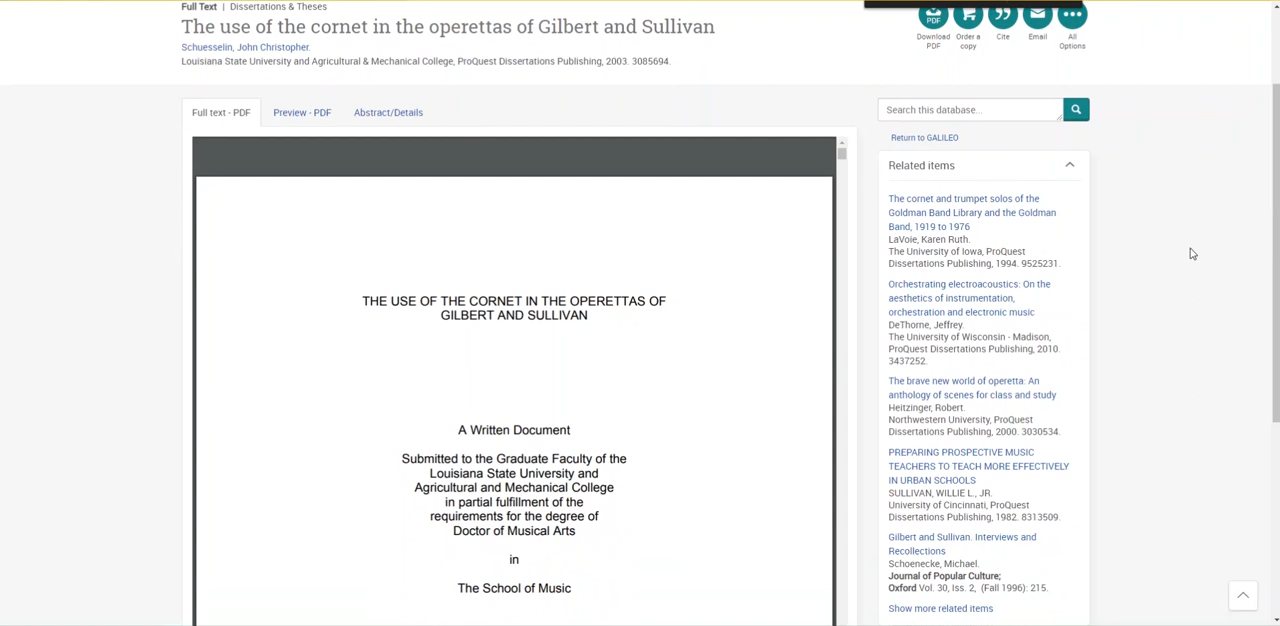 Full Text | Dissertations & Theses
The use of the cornet in the operettas of Gilbert and Sullivan
Schuesselin, John Christopher.
Louisiana State University and Agricultural & Mechanical College, ProQuest Dissertations Publishing, 2003. 3085694.
PDF
Download PDF
Order a copy
Cite
Email
All Options
Full text - PDF
Preview - PDF
Abstract/Details
Search this database...
Return to GALILEO
THE USE OF THE CORNET IN THE OPERETTAS OF
GILBERT AND SULLIVAN
A Written Document
Submitted to the Graduate Faculty of the
Louisiana State University and
Agricultural and Mechanical College
in partial fulfillment of the
requirements for the degree of
Doctor of Musical Arts
in
The School of Music
Related items
The cornet and trumpet solos of the
Goldman Band Library and the Goldman
Band, 1919 to 1976
LaVoie, Karen Ruth.
The University of Iowa, ProQuest
Dissertations Publishing, 1994. 9525231.
Orchestrating electroacoustics: On the
aesthetics of instrumentation,
orchestration and electronic music
DeThorne, Jeffrey.
The University of Wisconsin - Madison,
ProQuest Dissertations Publishing, 2010.
3437252.
The brave new world of operetta: An
anthology of scenes for class and study
Heitzinger, Robert.
Northwestern University, ProQuest
Dissertations Publishing, 2000. 3030534.
PREPARING PROSPECTIVE MUSIC
TEACHERS TO TEACH MORE EFFECTIVELY
IN URBAN SCHOOLS
SULLIVAN, WILLIE L., JR.
University of Cincinnati, ProQuest
Dissertations Publishing, 1982. 8313509.
Gilbert and Sullivan. Interviews and
Recollections
Schoenecke, Michael.
Journal of Popular Culture;
Oxford Vol. 30, Iss. 2, (Fall 1996): 215.
Show more related items